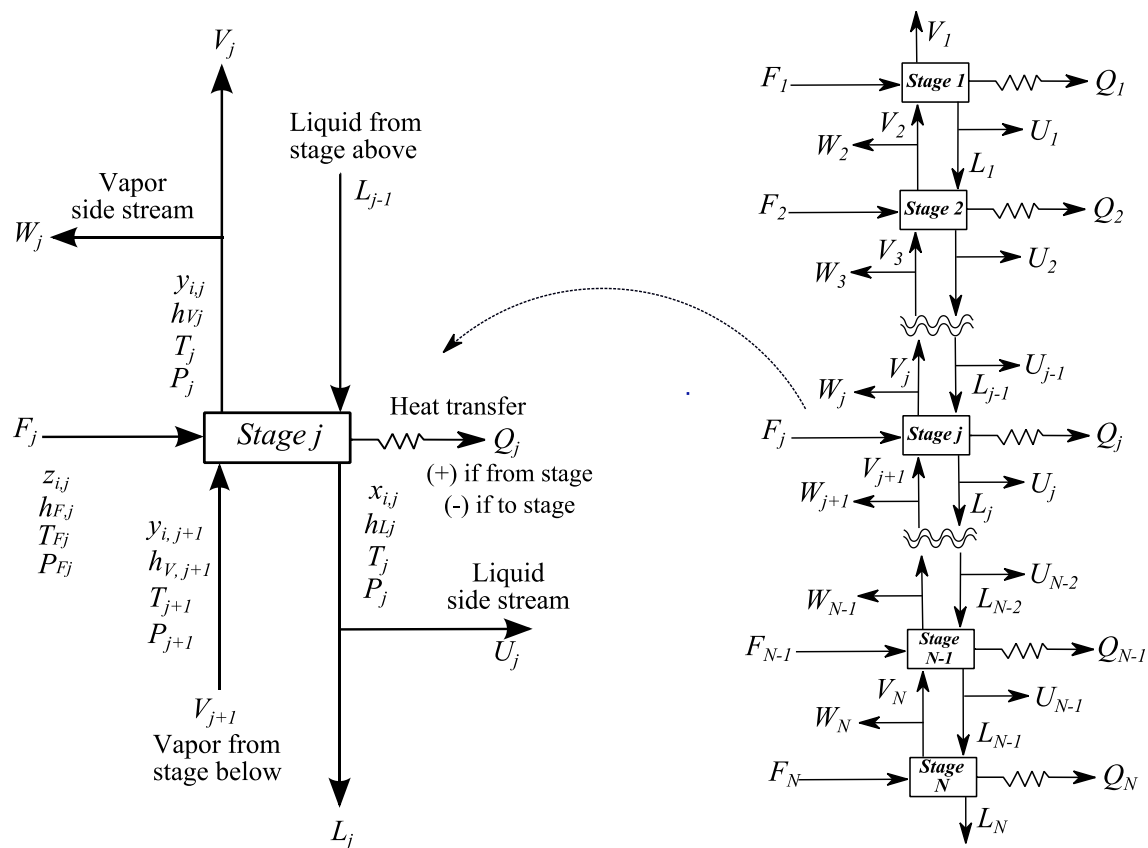 V_j
Liquid from
stage above
L_{j-1}
Vapor
side stream
W_j
y_{i,j}
h_{Vj}
T_j
P_j
F_j
Stage j
Heat transfer
Q_j
(+) if from stage
(-) if to stage
z_{i,j}
h_{F,j}
T_{Fj}
P_{Fj}
y_{i, j+1}
h_{V, j+1}
T_{j+1}
P_{j+1}
x_{i,j}
h_{Lj}
T_j
P_j
Liquid
side stream
U_j
V_{j+1}
Vapor from
stage below
L_j
V_1
F_1
Stage 1
Q_1
V_2
U_1
W_2
L_1
F_2
Stage 2
Q_2
V_3
U_2
W_3
V_j
U_{j-1}
W_j
L_{j-1}
F_j
Stage j
Q_j
V_{j+1}
U_j
W_{j+1}
L_j
U_{N-2}
W_{N-1}
L_{N-2}
F_{N-1}
Stage
N-1
Q_{N-1}
V_N
U_{N-1}
W_N
L_{N-1}
F_N
Stage
N
Q_N
L_N